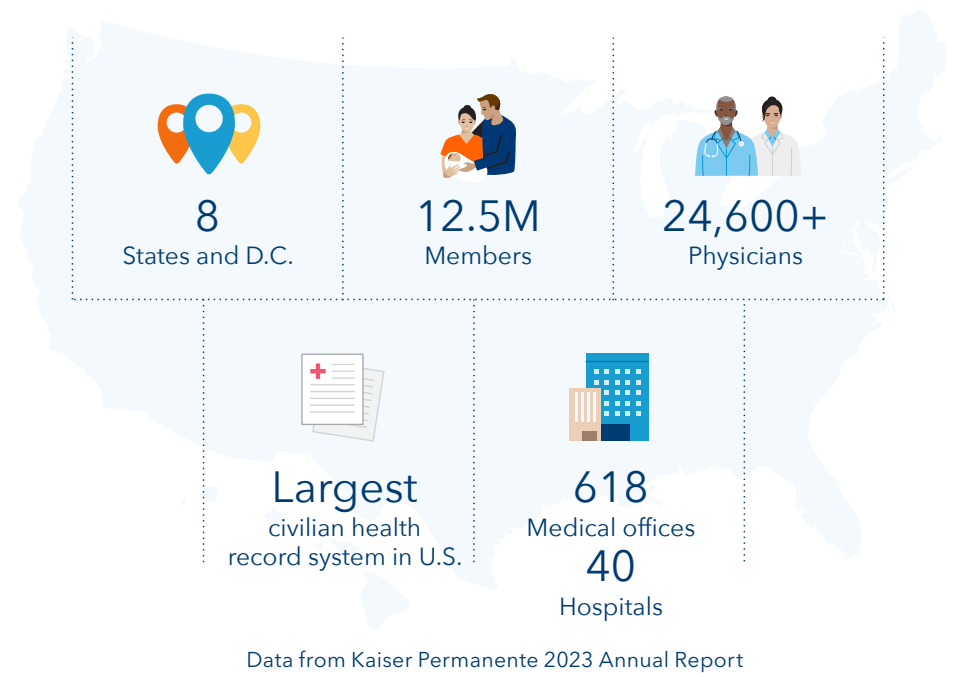 8
States and D.C.
12.5M
Members
24,600+
Physicians
Largest
civilian health
record system in U.S.
618
Medical offices
40
Hospitals
Data from Kaiser Permanente 2023 Annual Report